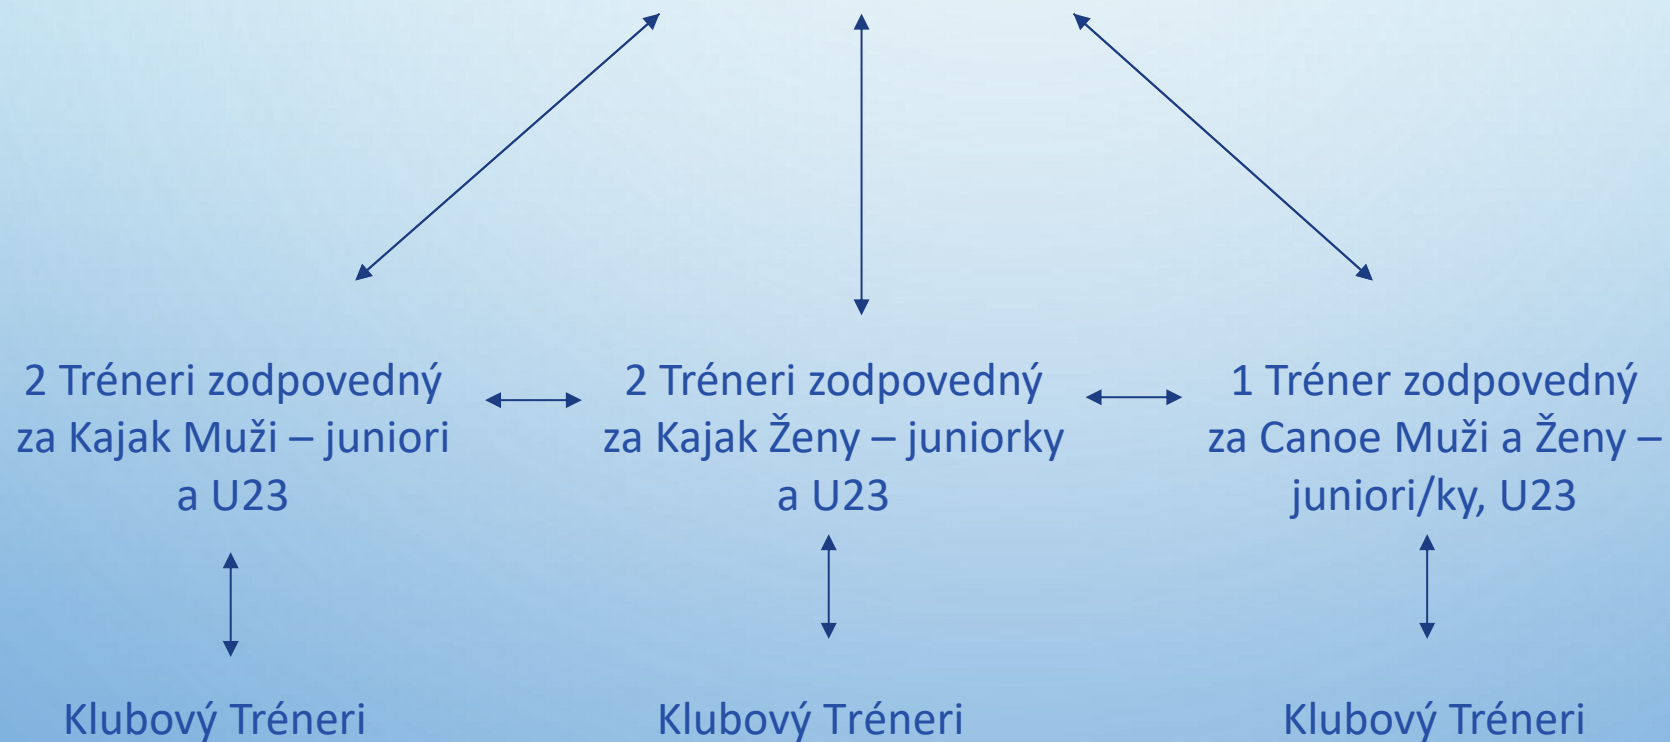 2 Tréneri zodpovedný
za Kajak Muži – juniori
a U23
2 Tréneri zodpovedný
za Kajak Ženy – juniorky
a U23
1 Tréner zodpovedný
za Canoe Muži a Ženy –
juniori/ky, U23
Klubový Tréneri
Klubový Tréneri
Klubový Tréneri